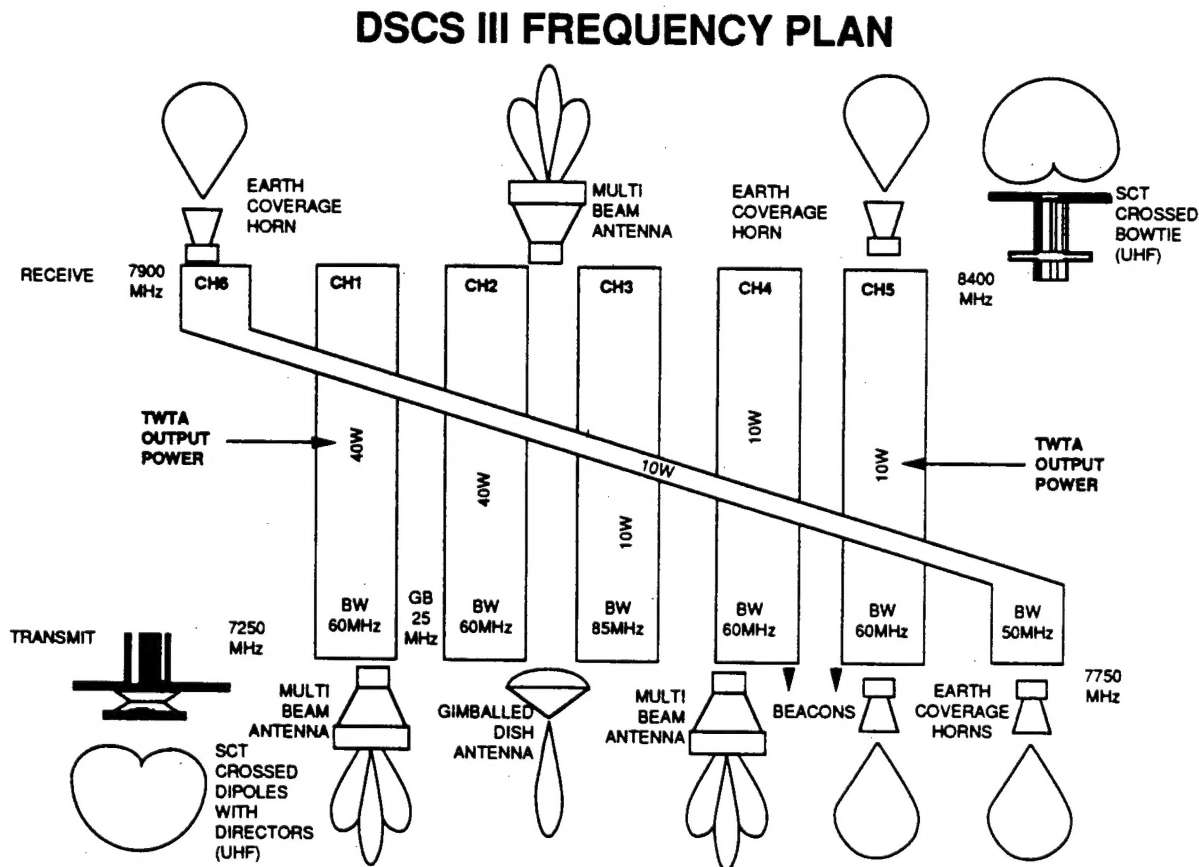 DSCS III FREQUENCY PLAN
EARTH
COVERAGE
HORN
MULTI
BEAM
ANTENNA
EARTH
COVERAGE
HORN
SCT
CROSSED
BOWTIE
(UHF)
RECEIVE
7900
MHz
CH6
CH1
CH2
CH3
CH4
CH5
8400
MHz
TWTA
OUTPUT
POWER
40W
40W
10W
10W
10W
10W
TWTA
OUTPUT
POWER
TRANSMIT
7250
MHz
BW
60MHz
GB
25
MHz
BW
60MHz
BW
85MHz
BW
60MHz
BW
60MHz
BW
50MHz
7750
MHz
MULTI
BEAM
ANTENNA
GIMBALLED
DISH
ANTENNA
MULTI
BEAM
ANTENNA
BEACONS
EARTH
COVERAGE
HORNS
SCT
CROSSED
DIPOLES
WITH
DIRECTORS
(UHF)